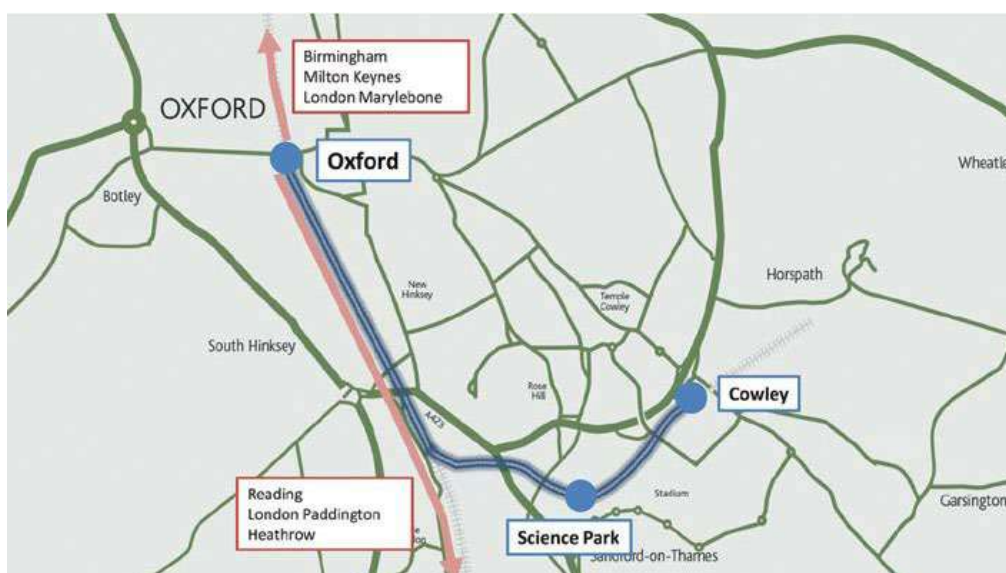 Birmingham
Milton Keynes
London Marylebone
OXFORD
Oxford
Botley
Wheatle
Horspath
New
Hinksey
Temple
Cowley
South Hinksey
Rose
Hill
Cowley
A423
Reading
London Paddington
Heathrow
Stadium
Garsington
Science Park
Sandford-on-Thames